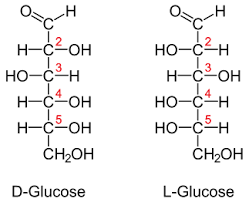 O H O H
C C
H C 2 OH HO C 2 H
HO C 3 H H C 3 OH
H C 4 OH HO C 4 H
H C 5 OH HO C 5 H
CH₂OH CH₂OH
D-Glucose L-Glucose